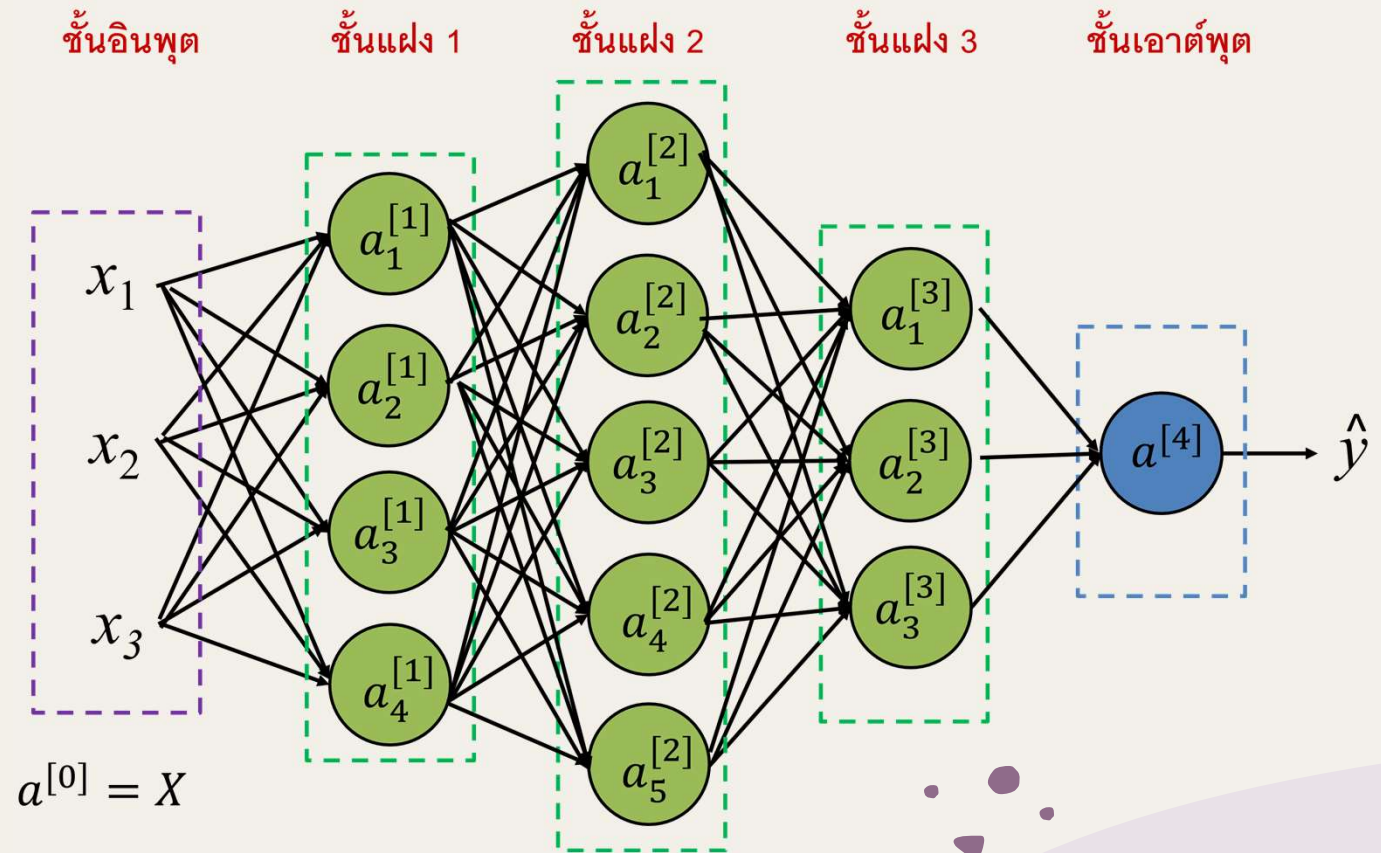 ชั้นอินพุต
ชั้นแฝง 1
ชั้นแฝง 2
ชั้นแฝง 3
ชั้นเอาต์พุต
x₁
x₂
x₃
a₁^[1]
a₂^[1]
a₃^[1]
a₄^[1]
a₁^[2]
a₂^[2]
a₃^[2]
a₄^[2]
a₅^[2]
a₁^[3]
a₂^[3]
a₃^[3]
a^[4]
ŷ
a^[0] = X